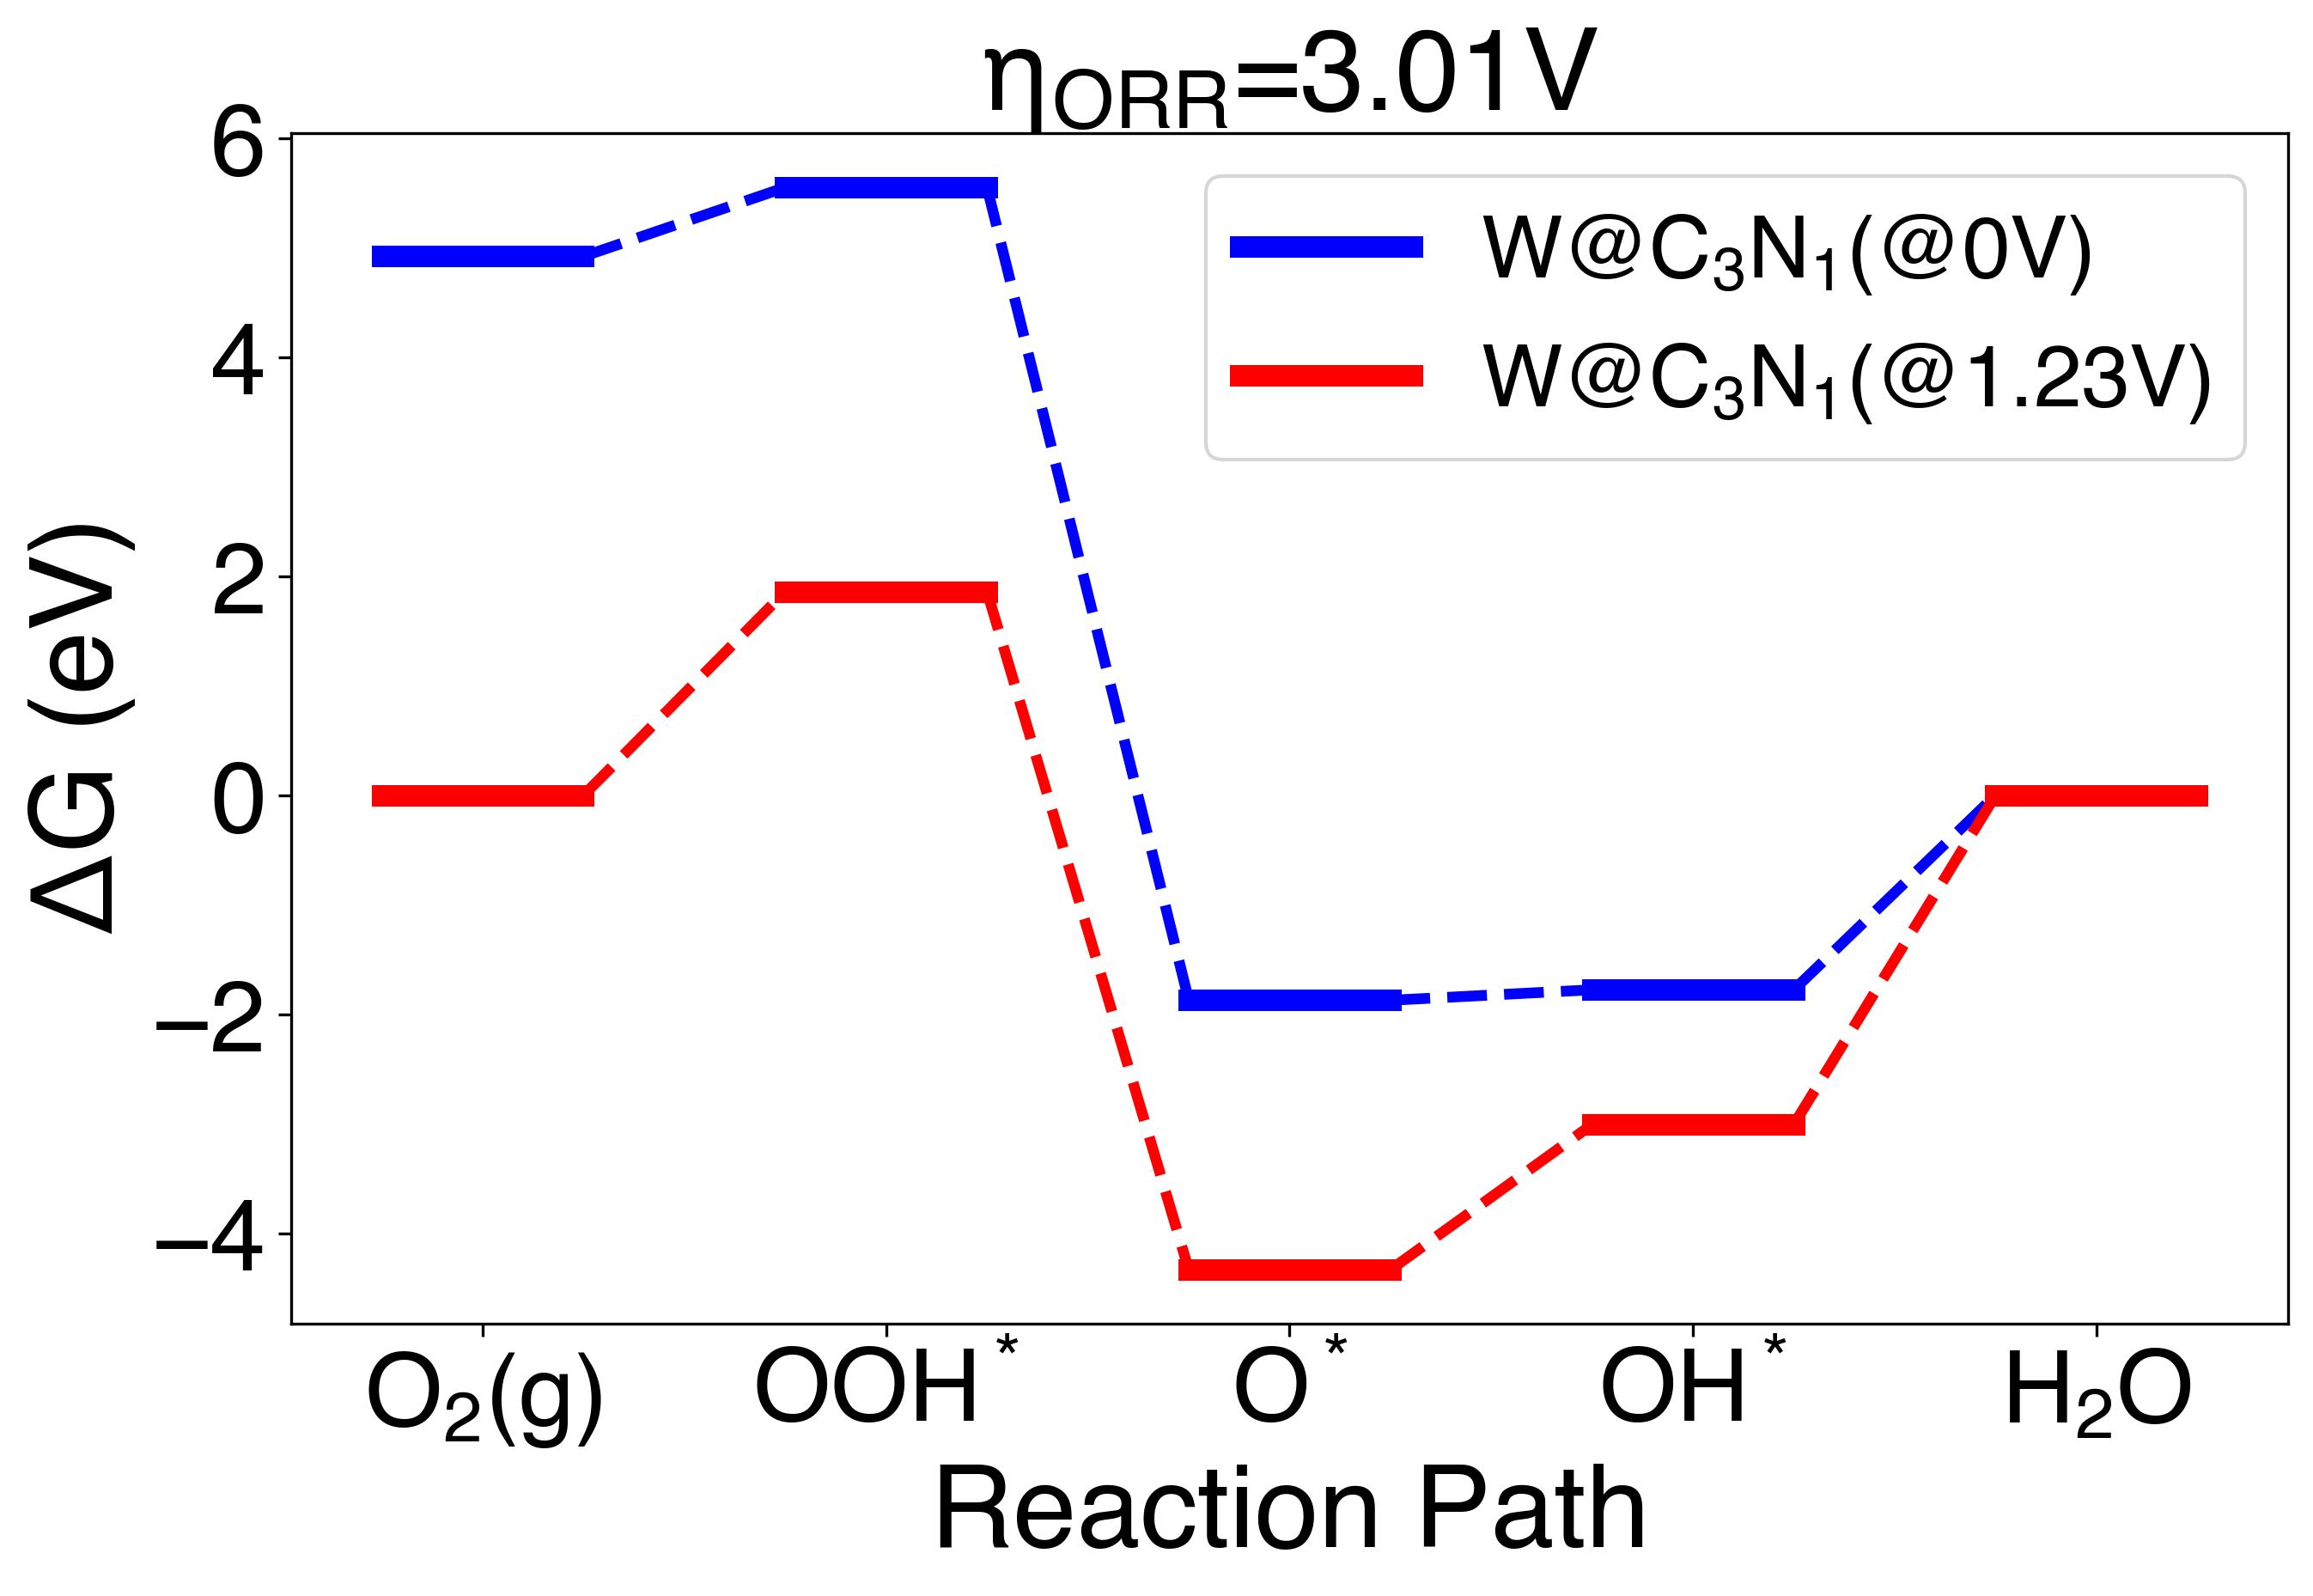 η_ORR=3.01V
W@C₃N₁(@0V)
W@C₃N₁(@1.23V)
ΔG (eV)
6
4
2
0
−2
−4
O₂(g) OOH* O* OH* H₂O
Reaction Path